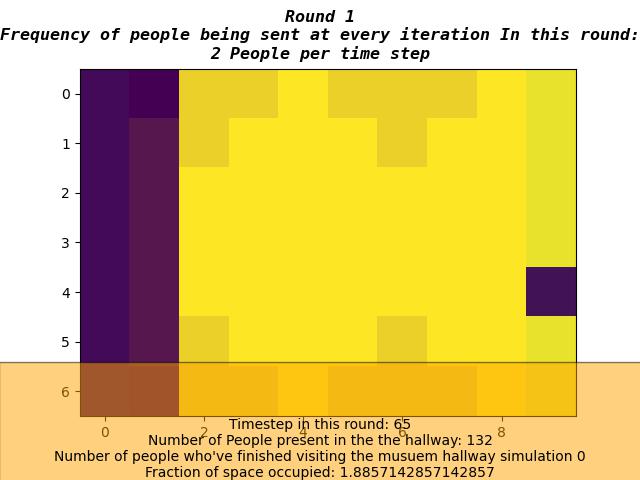 Round 1
Frequency of people being sent at every iteration In this round:
2 People per time step
0
1
2
3
4
5
6
0 2 4 6 8
Timestep in this round: 65
Number of People present in the the hallway: 132
Number of people who've finished visiting the musuem hallway simulation 0
Fraction of space occupied: 1.8857142857142857